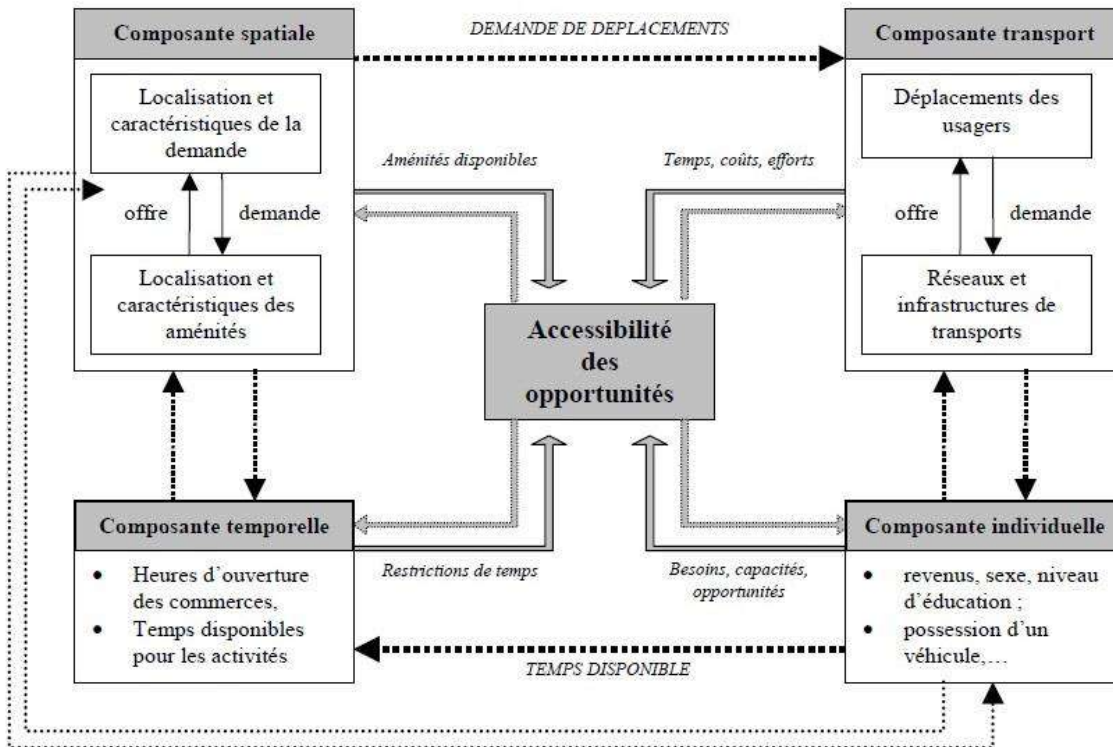 Composante spatiale
DEMANDE DE DEPLACEMENTS
Composante transport
Localisation et
caractéristiques de la
demande
Déplacements des
usagers
Aménités disponibles
Temps, coûts, efforts
offre
demande
offre
demande
Localisation et
caractéristiques des
aménités
Réseaux et
infrastructures de
transports
Accessibilité
des
opportunités
Composante temporelle
Composante individuelle
Restrictions de temps
Besoins, capacités,
opportunités
• Heures d’ouverture
des commerces,
• Temps disponibles
pour les activités
• revenus, sexe, niveau
d’éducation ;
• possession d’un
véhicule,…
TEMPS DISPONIBLE